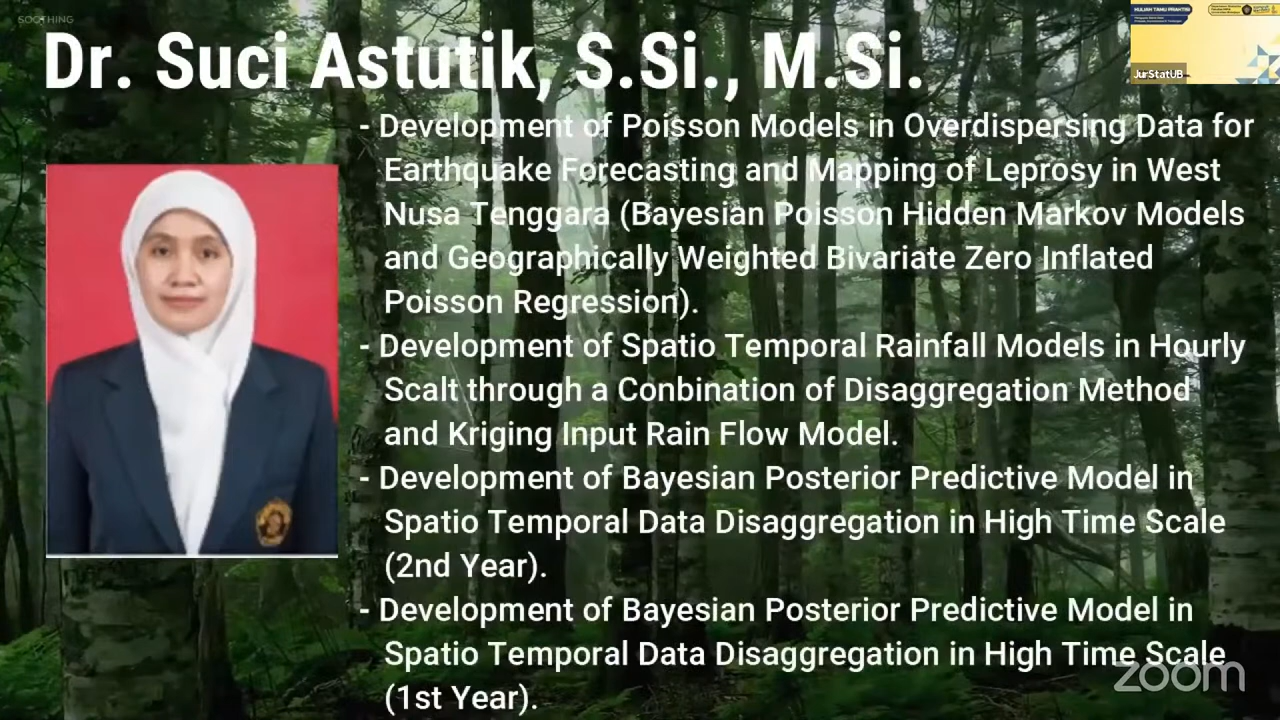 SOOTHING
Dr. Suci Astutik, S.Si., M.Si.
KULIAH TAMU PRAKTISI
JurStatUB
- Development of Poisson Models in Overdispersing Data for
Earthquake Forecasting and Mapping of Leprosy in West
Nusa Tenggara (Bayesian Poisson Hidden Markov Models
and Geographically Weighted Bivariate Zero Inflated
Poisson Regression).
- Development of Spatio Temporal Rainfall Models in Hourly
Scalt through a Conbination of Disaggregation Method
and Kriging Input Rain Flow Model.
- Development of Bayesian Posterior Predictive Model in
Spatio Temporal Data Disaggregation in High Time Scale
(2nd Year).
- Development of Bayesian Posterior Predictive Model in
Spatio Temporal Data Disaggregation in High Time Scale
(1st Year).
zoom